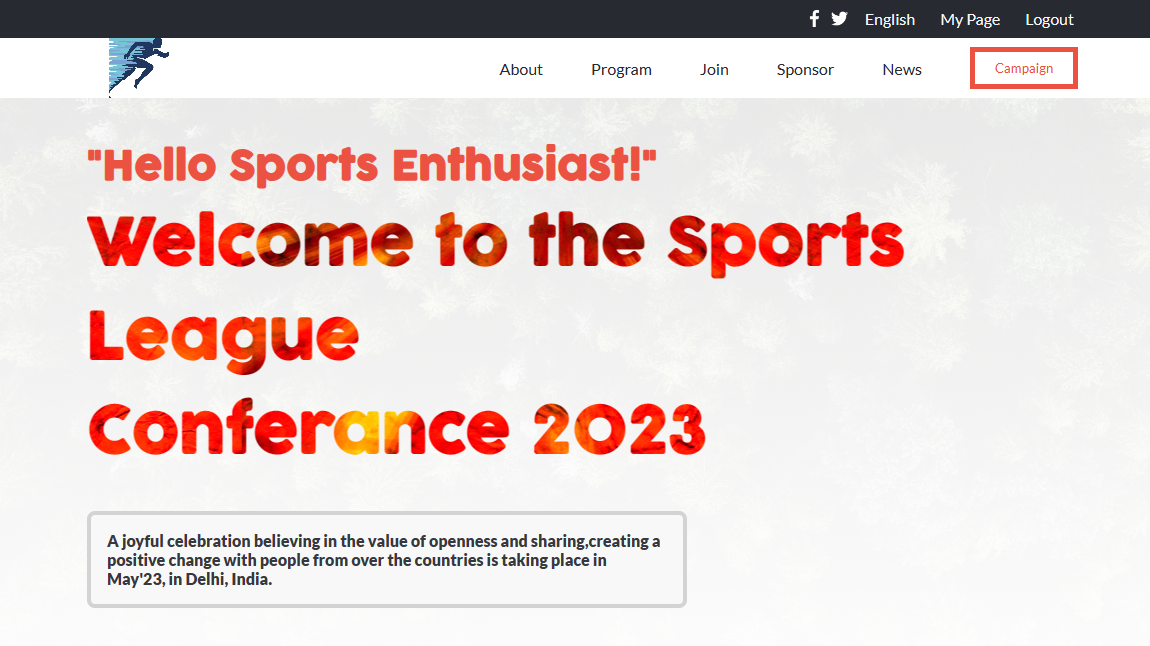 English My Page Logout
About Program Join Sponsor News Campaign
"Hello Sports Enthusiast!"
Welcome to the Sports
League
Conferance 2023
A joyful celebration believing in the value of openness and sharing,creating a
positive change with people from over the countries is taking place in
May'23, in Delhi, India.